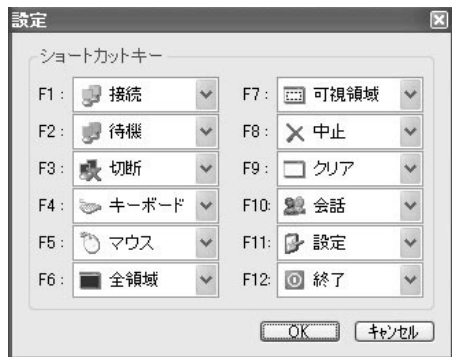 設定
ショートカットキー
F1 : 接続
F2 : 待機
F3 : 切断
F4 : キーボード
F5 : マウス
F6 : 全領域
F7 : 可視領域
F8 : 中止
F9 : クリア
F10: 会話
F11: 設定
F12: 終了
OK キャンセル